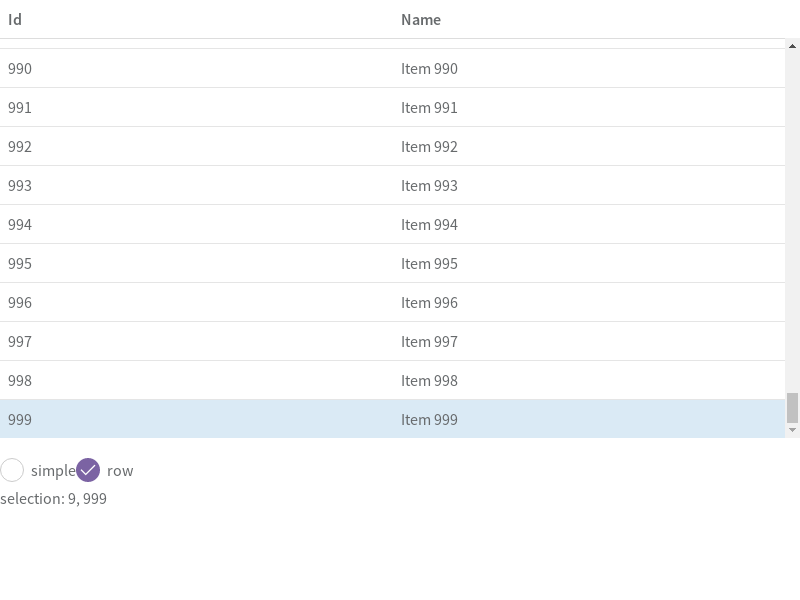 Id Name
990 Item 990
991 Item 991
992 Item 992
993 Item 993
994 Item 994
995 Item 995
996 Item 996
997 Item 997
998 Item 998
999 Item 999
simple row
selection: 9, 999